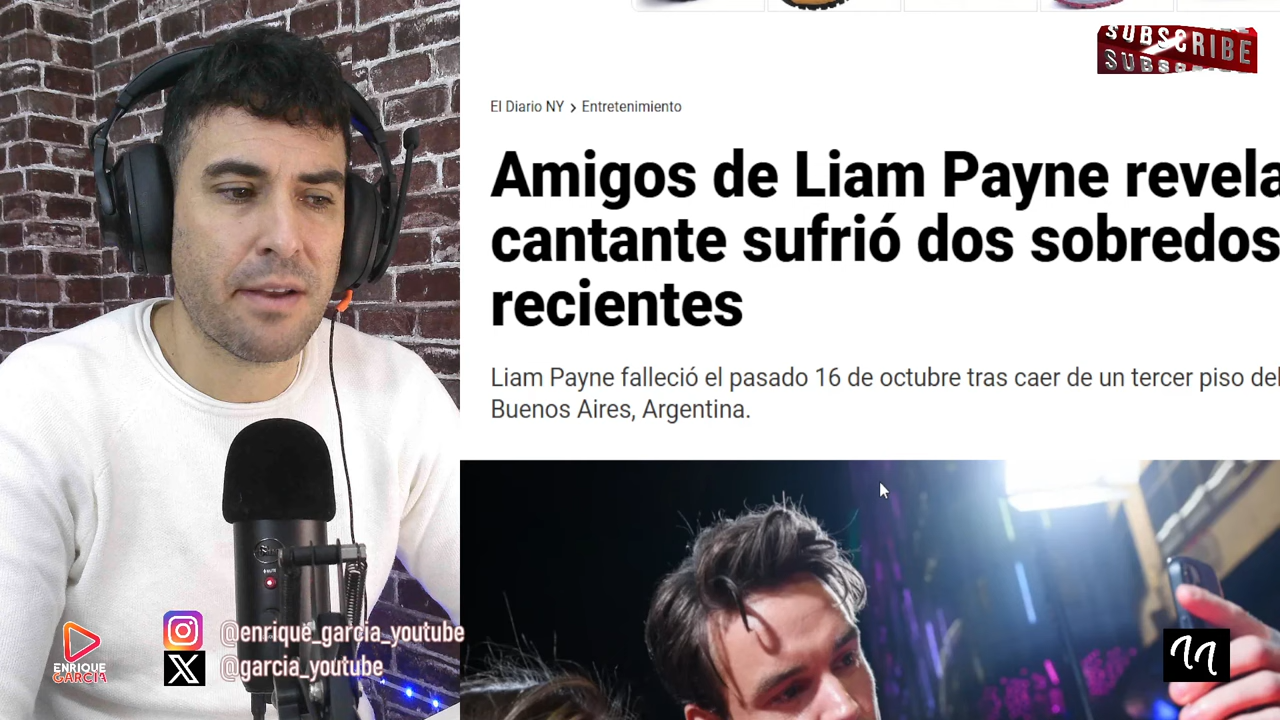 SUBSCRIBE
SUBSCRIBE
El Diario NY > Entretenimiento
Amigos de Liam Payne revela
cantante sufrió dos sobredos
recientes
Liam Payne falleció el pasado 16 de octubre tras caer de un tercer piso del
Buenos Aires, Argentina.
@enrique_garcia_youtube
@garcia_youtube
ENRIQUE
GARCIA